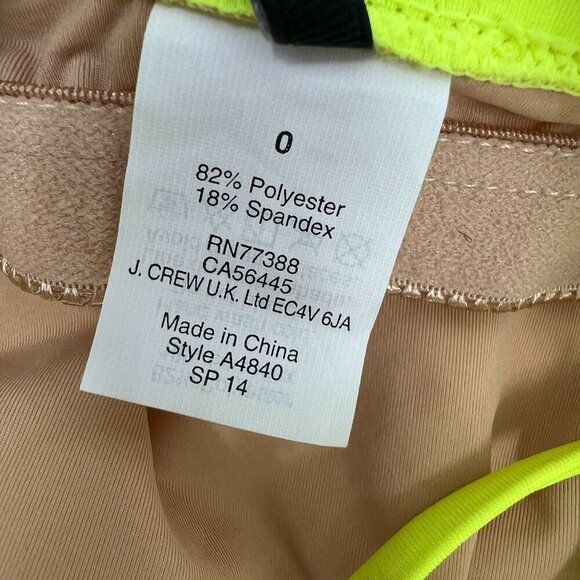 0
82% Polyester
18% Spandex
RN77388
CA56445
J. CREW U.K. Ltd EC4V 6JA
Made in China
Style A4840
SP 14